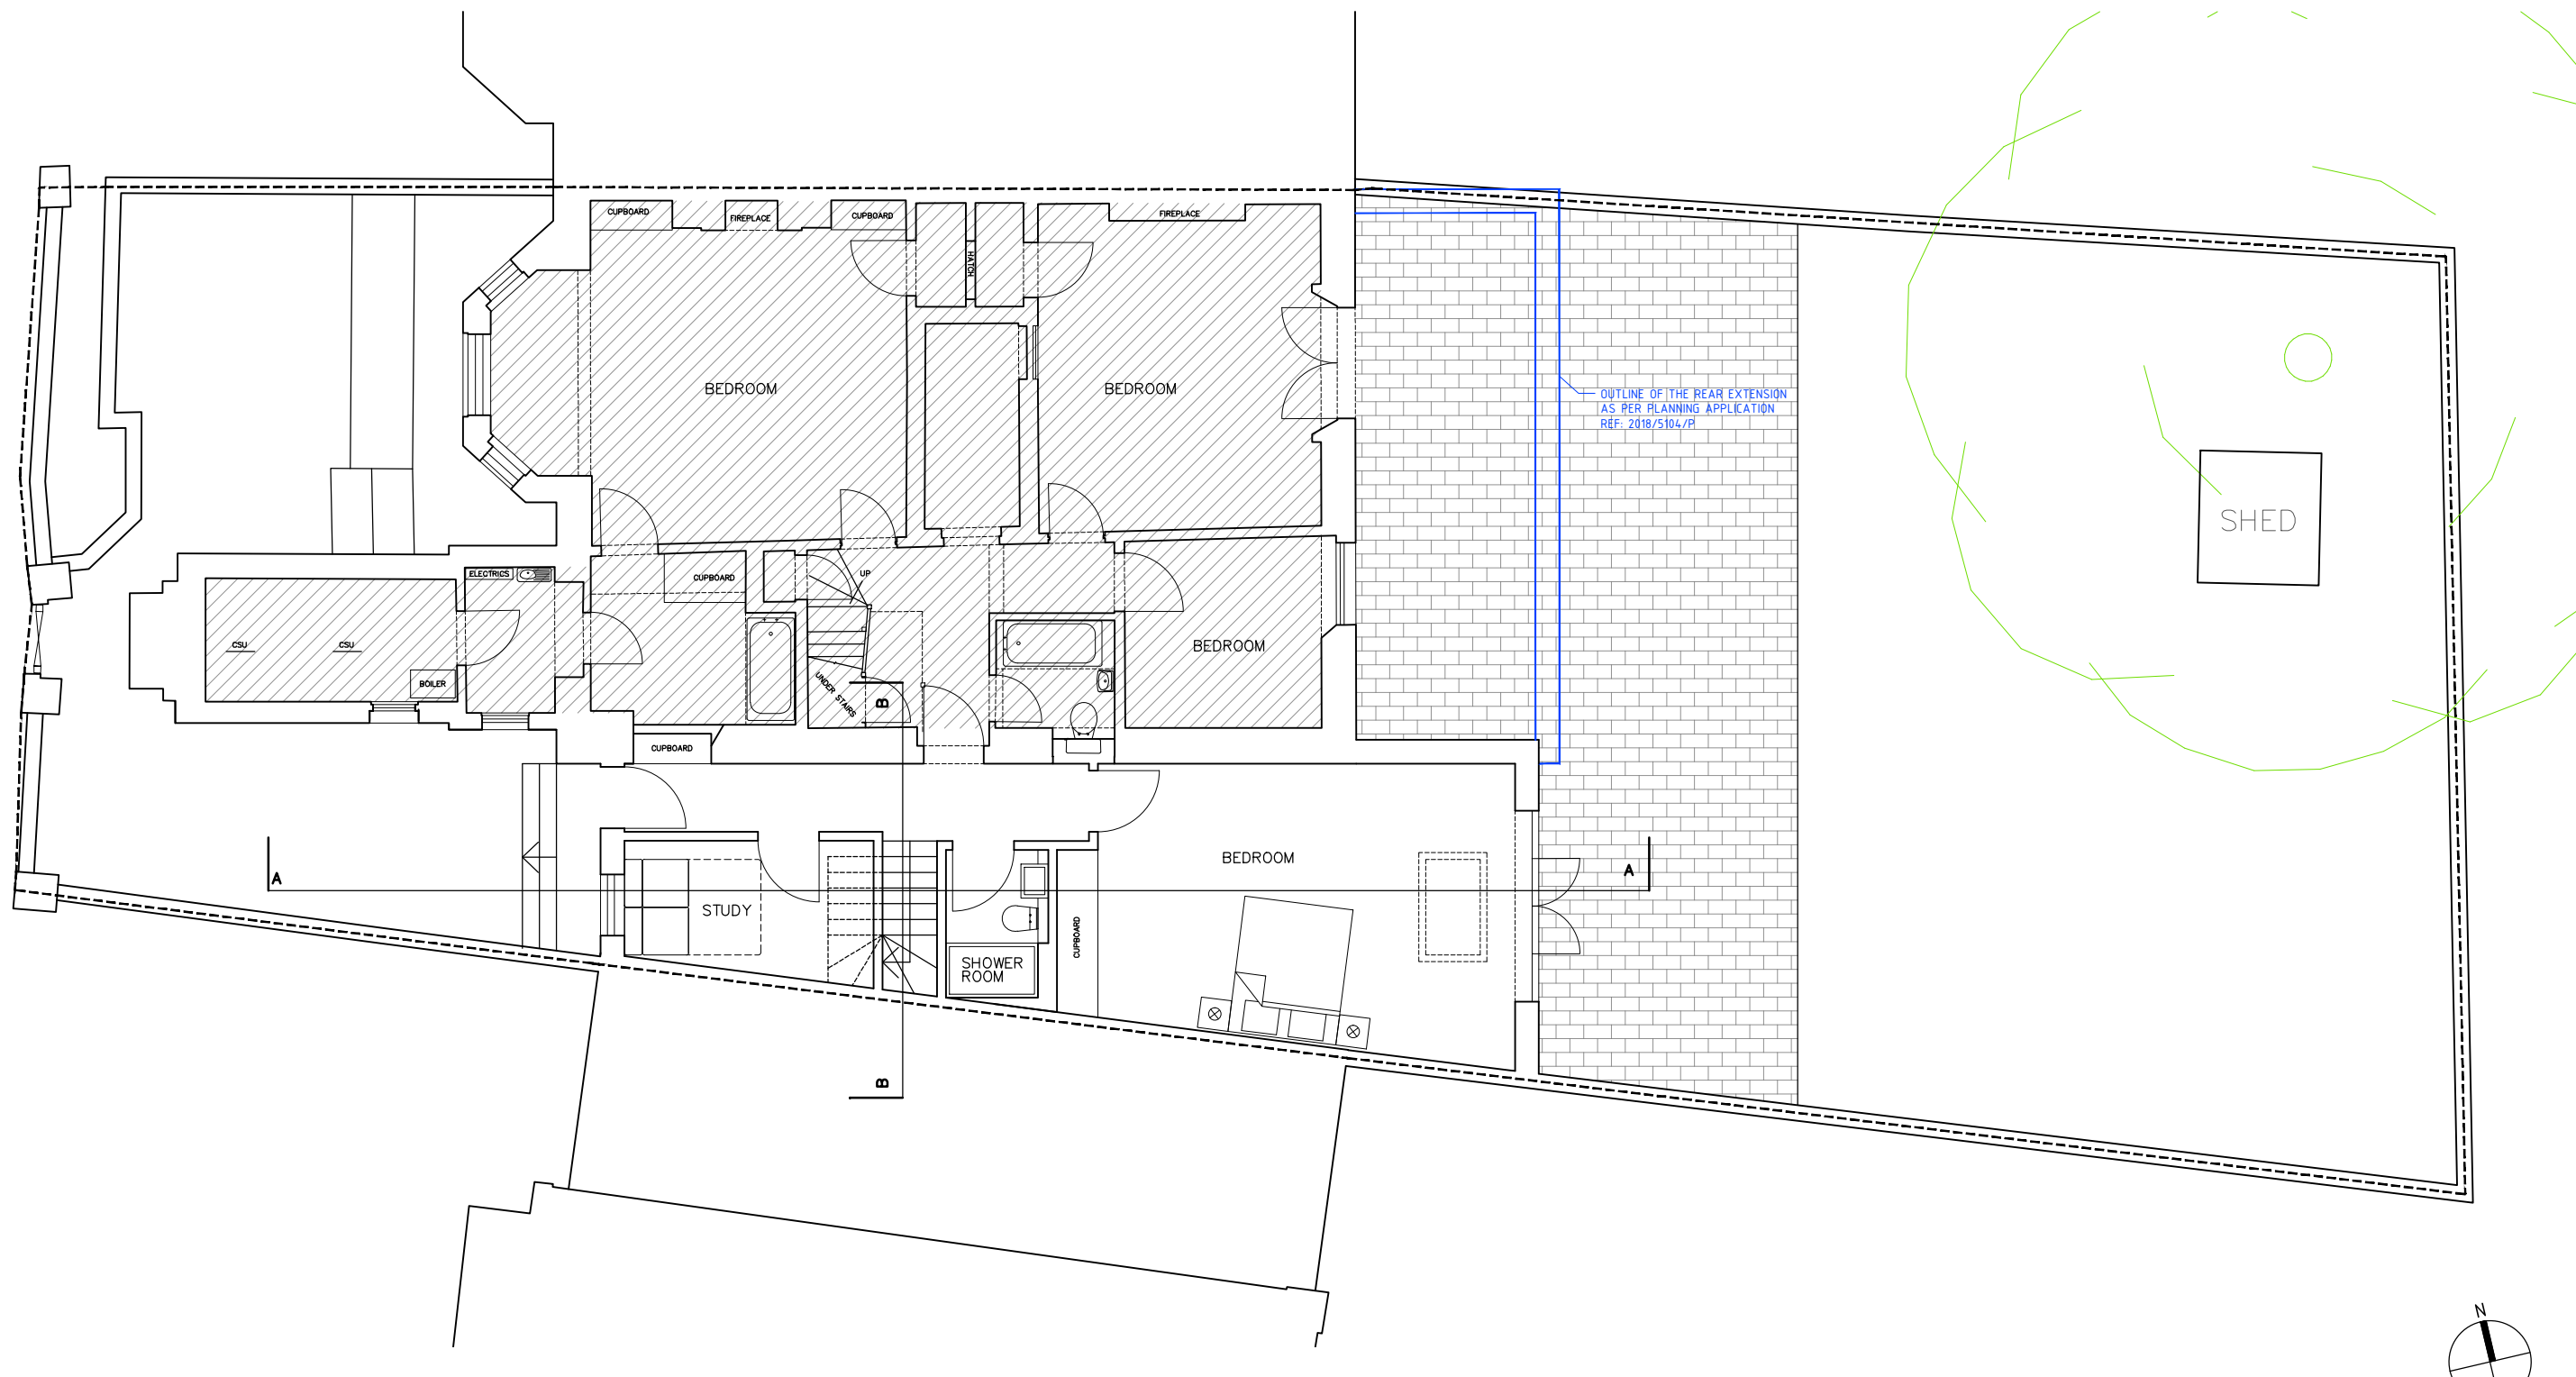 CUPBOARD
FIREPLACE
CUPBOARD
FIREPLACE
HATCH
BEDROOM
BEDROOM
OUTLINE OF THE REAR EXTENSION
AS PER PLANNING APPLICATION
REF: 2018/5104/P
SHED
ELECTRICS
CUPBOARD
UP
CSU
CSU
BEDROOM
BOILER
UNDER STAIRS
B
CUPBOARD
BEDROOM
A
A
STUDY
CUPBOARD
SHOWER
ROOM
B
N